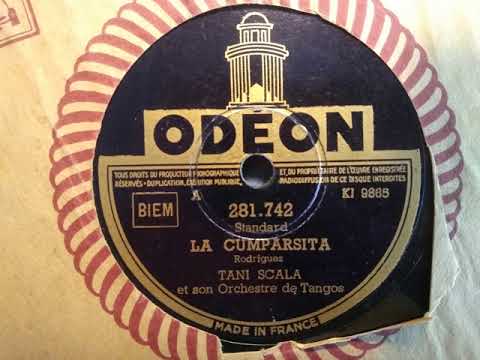 ODEON
TOUS DROITS DU PRODUCTEUR PHONOGRAPHIQUE ET, DU PROPRIÉTAIRE DE L'ŒUVRE ENREGISTRÉE
RÉSERVÉS • DUPLICATION, EXÉCUTION PUBLIQUE, RADIODIFFUSION DE CE DISQUE INTERDITES
A
KI 9865
BIEM
281.742
Standard
LA CUMPARSITA
Rodriguez
TANI SCALA
et son Orchestre de Tangos
MADE IN FRANCE